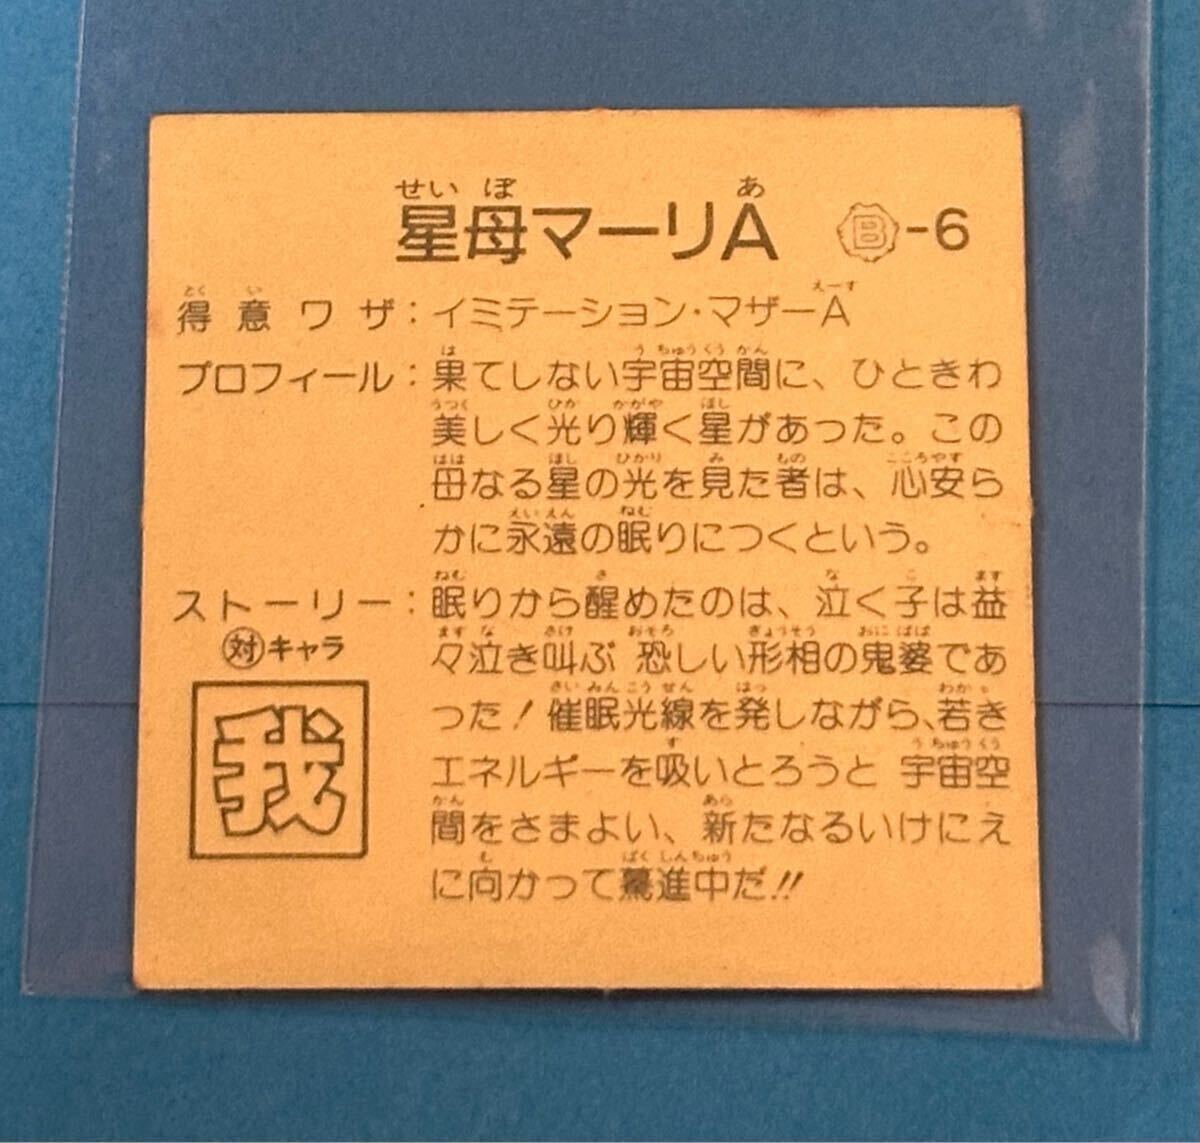 星母マーリA Ⓑ-6
得意ワザ：イミテーション・マザーA
プロフィール：果てしない宇宙空間に、ひときわ
美しく光り輝く星があった。この
母なる星の光を見た者は、心安ら
かに永遠の眠りにつくという。
ストーリー：眠りから醒めたのは、泣く子は益
々泣き叫ぶ 恐しい形相の鬼婆であ
った！催眠光線を発しながら、若き
エネルギーを吸いとろうと 宇宙空
間をさまよい、新たなるいけにえ
に向かって驀進中だ!!
㊚キャラ
我